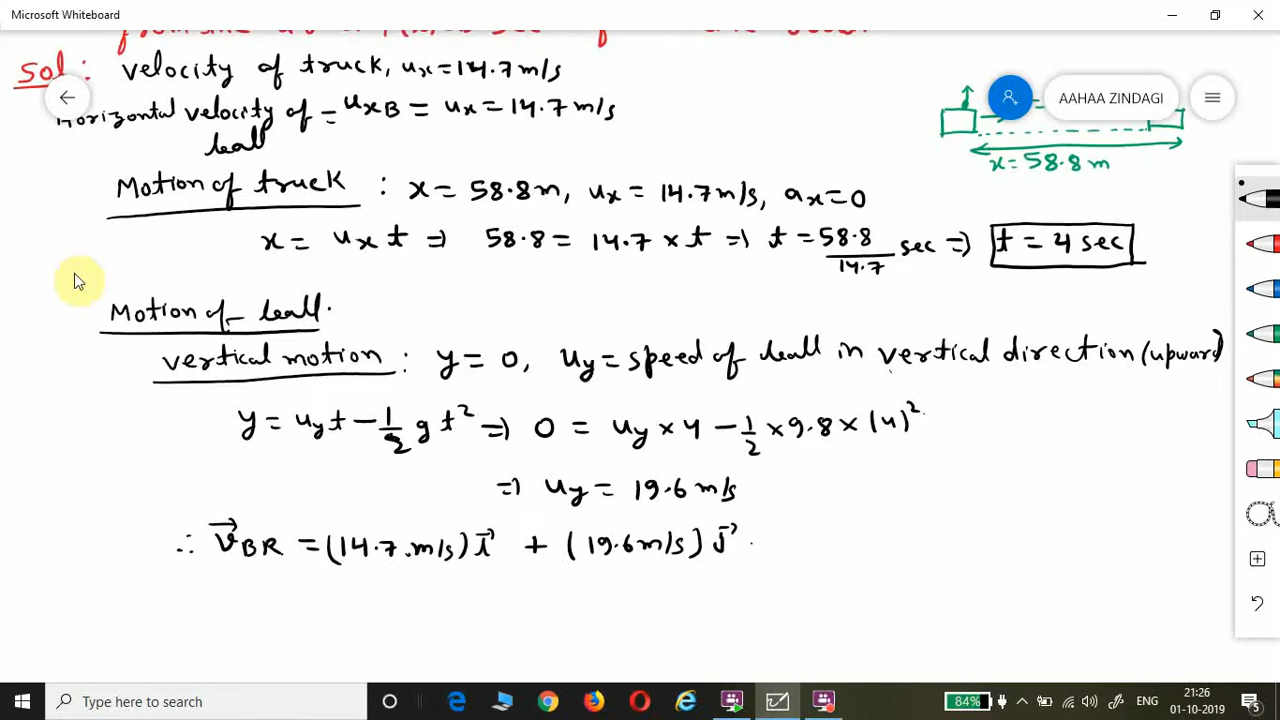 Microsoft Whiteboard
Sol: velocity of truck, ux = 14.7 m/s
AAHAA ZINDAGI
Horizontal velocity of = uxB = ux = 14.7 m/s
ball
x = 58.8 m
Motion of truck : x = 58.8 m, ux = 14.7 m/s, ax = 0
x = ux t ⇒ 58.8 = 14.7 × t ⇒ t = 58.8/14.7 sec ⇒ t = 4 sec
Motion of ball.
vertical motion : y = 0, uy = speed of ball in vertical direction (upward)
y = uyt − 1/2 g t² ⇒ 0 = uy × 4 − 1/2 × 9.8 × (4)²
⇒ uy = 19.6 m/s
∴ v⃗BR = (14.7 m/s) i⃗ + (19.6 m/s) j⃗
Type here to search
84%
ENG
21:26
01-10-2019
5